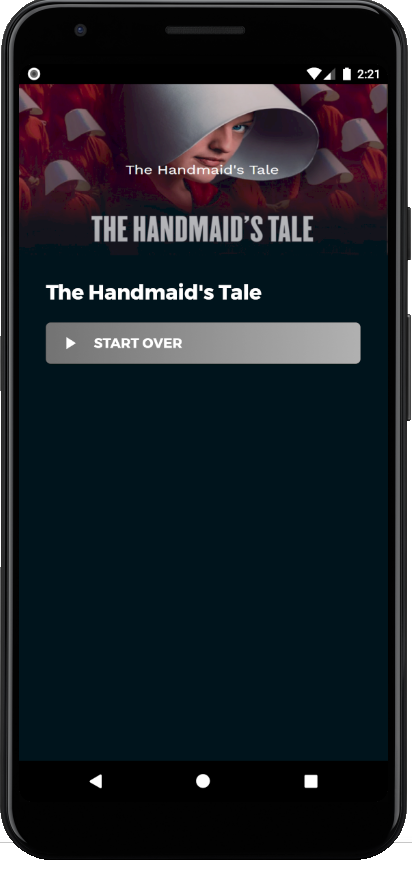 2:21
The Handmaid's Tale
THE HANDMAID'S TALE
The Handmaid's Tale
START OVER